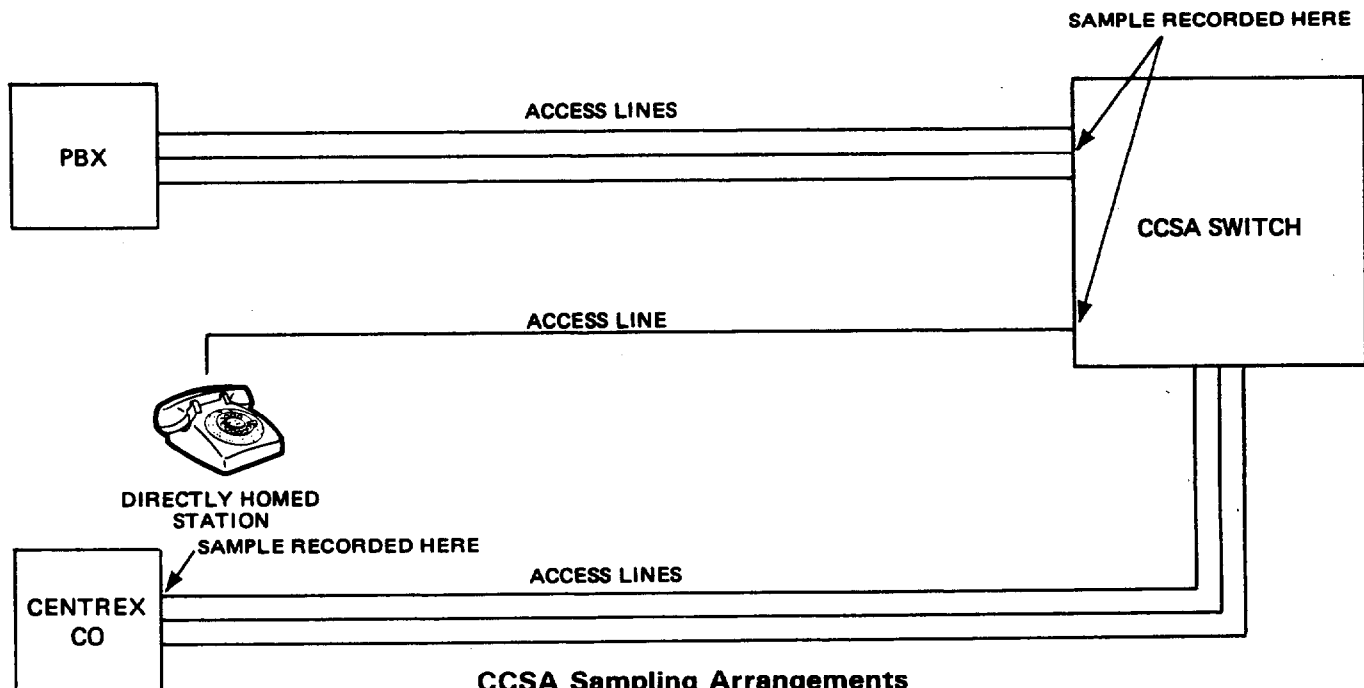 SAMPLE RECORDED HERE
ACCESS LINES
PBX
CCSA SWITCH
ACCESS LINE
DIRECTLY HOMED
STATION
SAMPLE RECORDED HERE
ACCESS LINES
CENTREX
CO
CCSA Sampling Arrangements